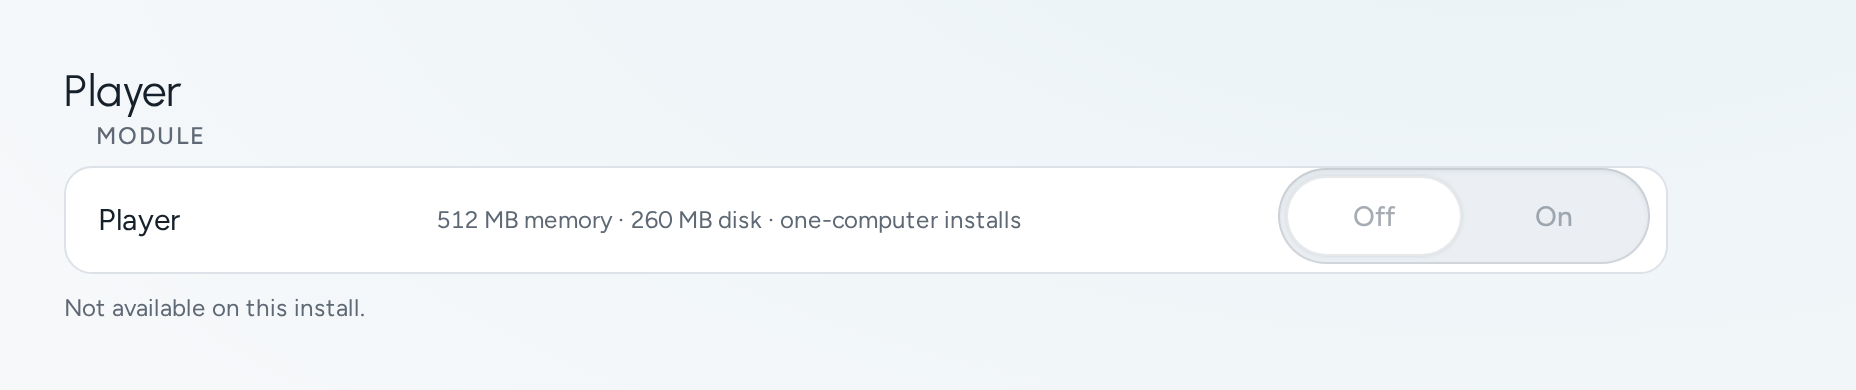 Player
MODULE
Player 512 MB memory · 260 MB disk · one-computer installs Off On
Not available on this install.